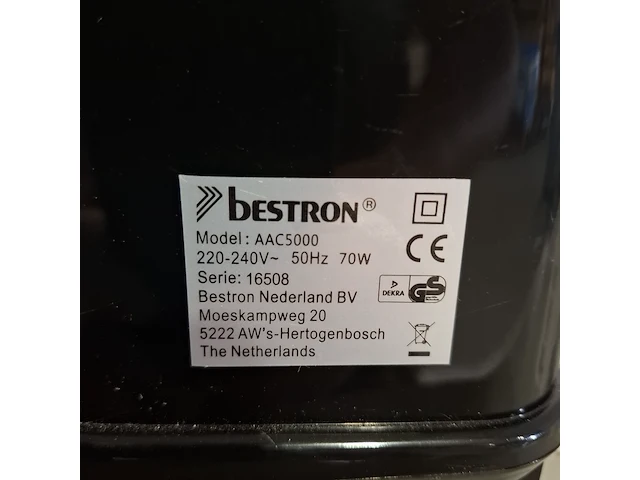 BESTRON®
Model: AAC5000
220-240V~ 50Hz 70W
Serie: 16508
Bestron Nederland BV
Moeskampweg 20
5222 AW's-Hertogenbosch
The Netherlands
CE
DEKRA
GS